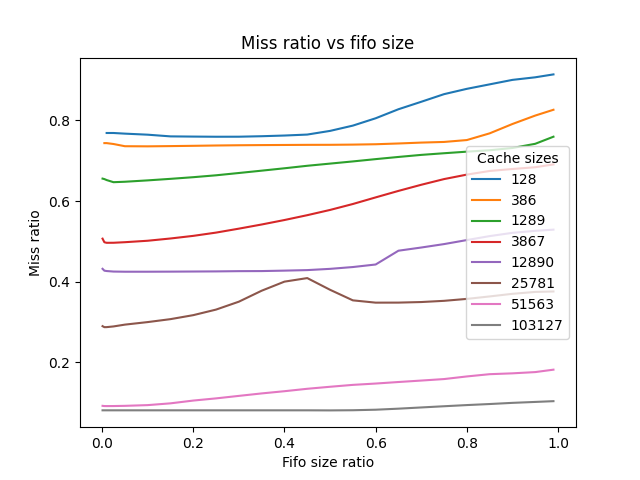 Miss ratio vs fifo size
Miss ratio
0.8
0.6
0.4
0.2
Cache sizes
128
386
1289
3867
12890
25781
51563
103127
0.0 0.2 0.4 0.6 0.8 1.0
Fifo size ratio